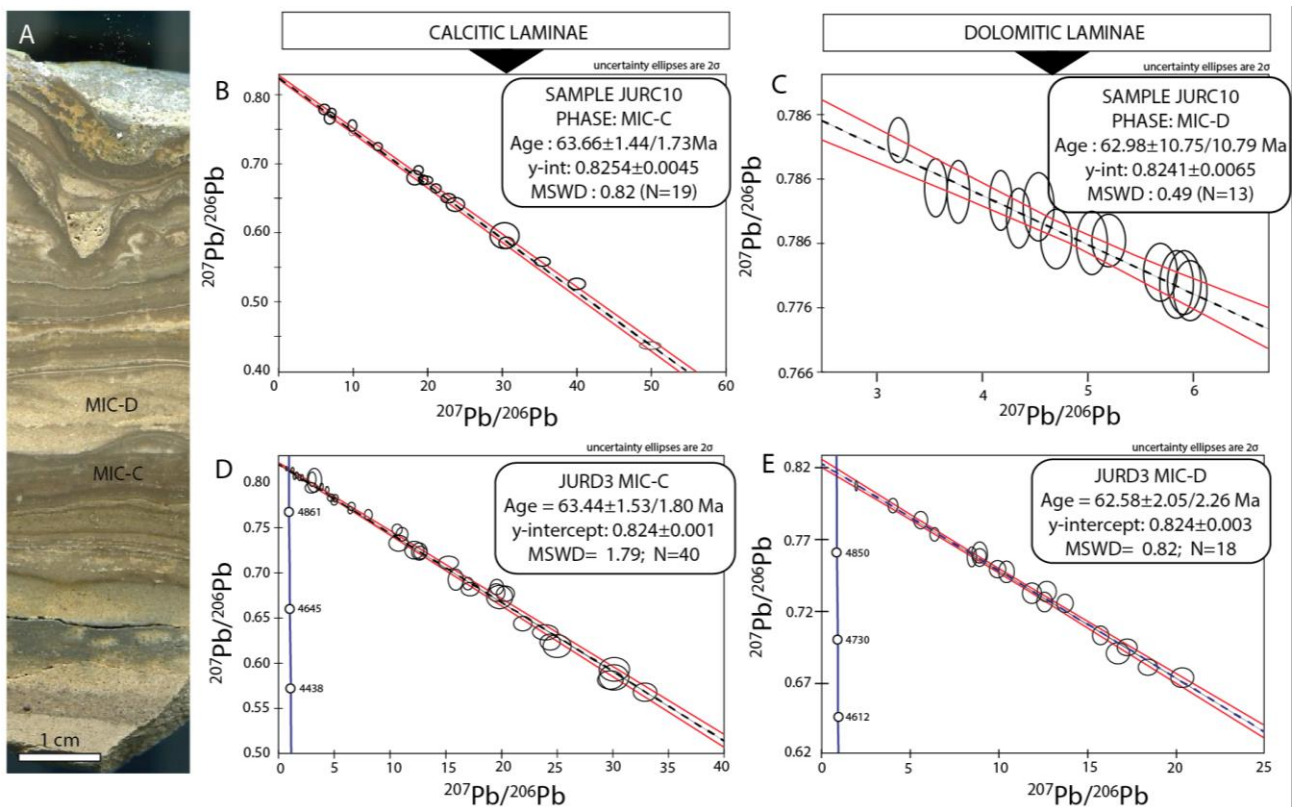 A
MIC-D
MIC-C
1 cm
CALCITIC LAMINAE
DOLOMITIC LAMINAE
uncertainty ellipses are 2σ
B
SAMPLE JURC10
PHASE: MIC-C
Age : 63.66±1.44/1.73Ma
y-int: 0.8254±0.0045
MSWD : 0.82 (N=19)
207Pb/206Pb
0.80
0.70
0.60
0.50
0.40
0 10 20 30 40 50 60
207Pb/206Pb
uncertainty ellipses are 2σ
C
SAMPLE JURC10
PHASE: MIC-D
Age : 62.98±10.75/10.79 Ma
y-int: 0.8241±0.0065
MSWD : 0.49 (N=13)
207Pb/206Pb
0.786
0.786
0.786
0.776
0.766
3 4 5 6
207Pb/206Pb
uncertainty ellipses are 2σ
D
JURD3 MIC-C
Age = 63.44±1.53/1.80 Ma
y-intercept: 0.824±0.001
MSWD= 1.79; N=40
207Pb/206Pb
0.80
0.75
0.70
0.65
0.60
0.55
0.50
4861
4645
4438
0 5 10 15 20 25 30 35 40
207Pb/206Pb
uncertainty ellipses are 2σ
E
JURD3 MIC-D
Age = 62.58±2.05/2.26 Ma
y-intercept: 0.824±0.003
MSWD= 0.82; N=18
207Pb/206Pb
0.82
0.77
0.72
0.67
0.62
4850
4730
4612
0 5 10 15 20 25
207Pb/206Pb